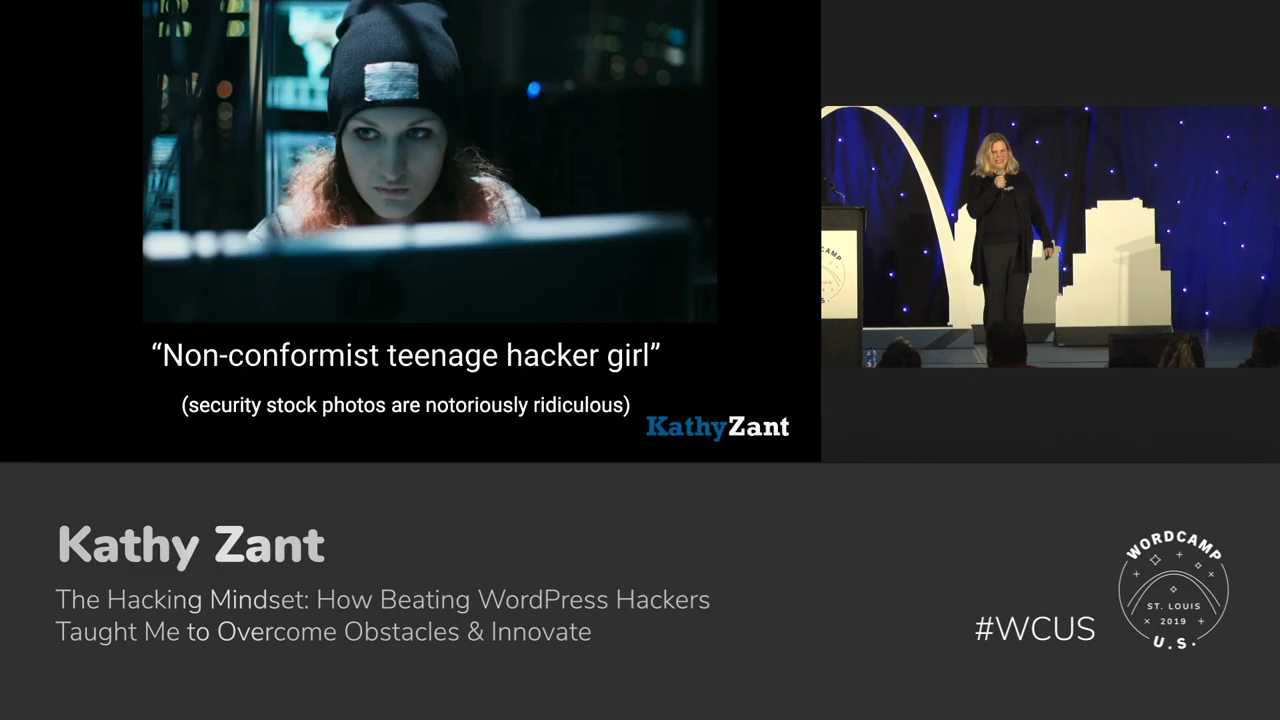 “Non-conformist teenage hacker girl”
(security stock photos are notoriously ridiculous)
KathyZant
Kathy Zant
The Hacking Mindset: How Beating WordPress Hackers
Taught Me to Overcome Obstacles & Innovate
#WCUS
WORDCAMP
ST. LOUIS
2019
U.S.